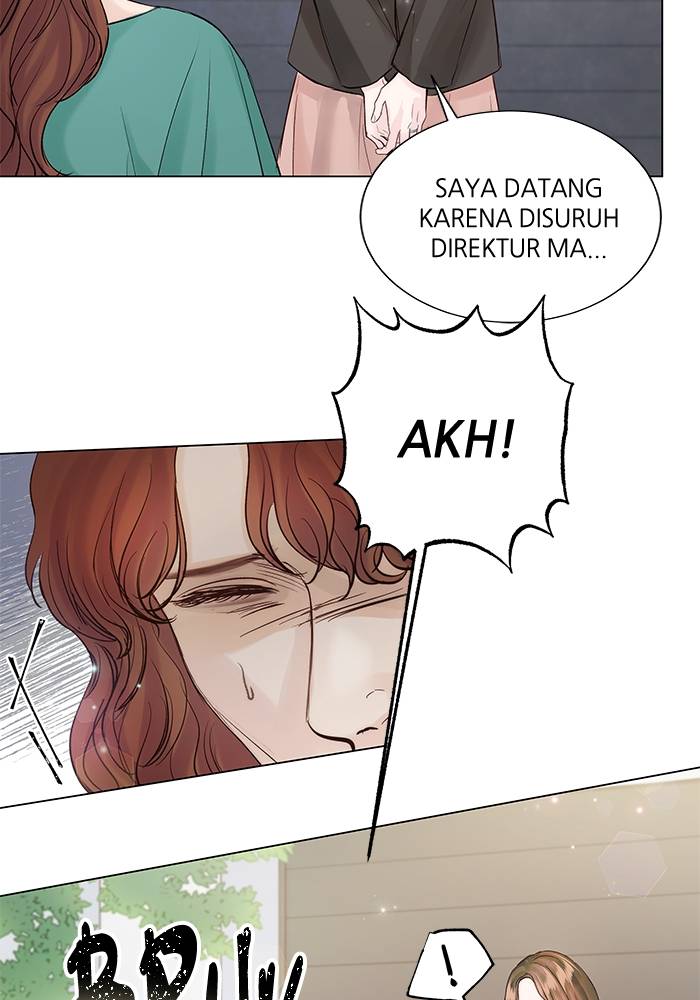 SAYA DATANG
KARENA DISURUH
DIREKTUR MA...
AKH!
!